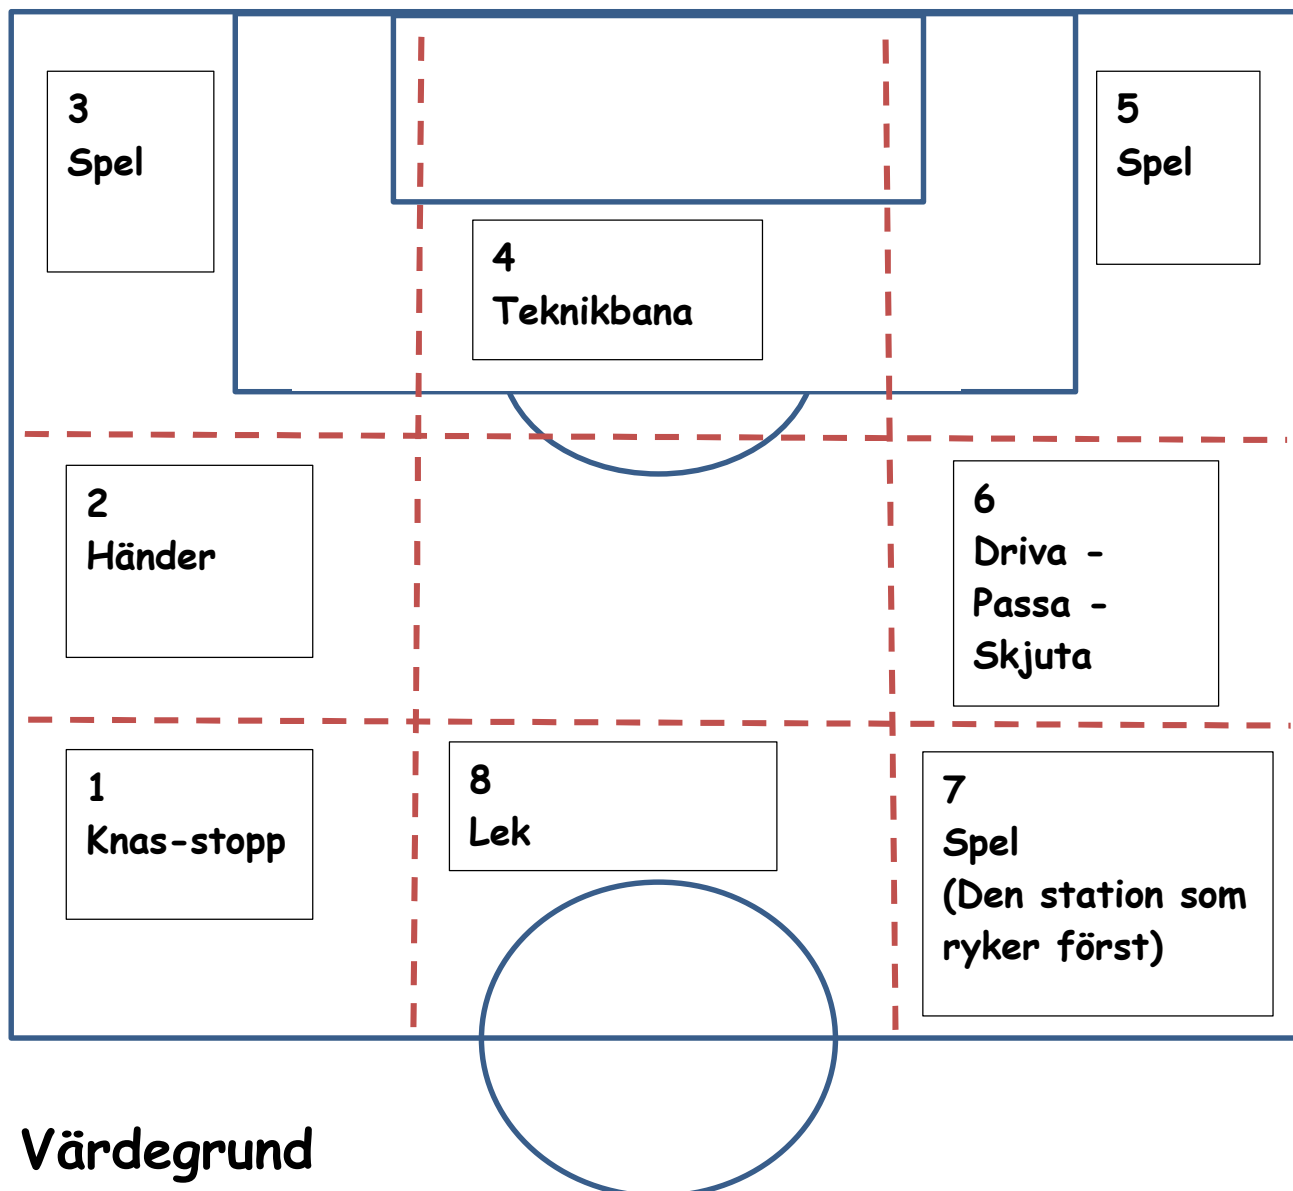 3
Spel
5
Spel
4
Teknikbana
2
Händer
6
Driva -
Passa -
Skjuta
1
Knas-stopp
8
Lek
7
Spel
(Den station som
ryker först)
Värdegrund